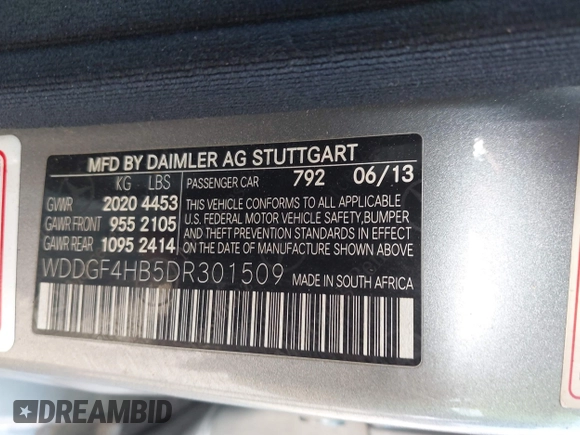 MFD BY DAIMLER AG STUTTGART
KG LBS PASSENGER CAR 792 06/13
GVWR 2020 4453
GAWR FRONT 955 2105
GAWR REAR 1095 2414
THIS VEHICLE CONFORMS TO ALL APPLICABLE
U.S. FEDERAL MOTOR VEHICLE SAFETY, BUMPER
AND THEFT PREVENTION STANDARDS IN EFFECT
ON THE DATE OF MANUFACTURE SHOWN ABOVE.
WDDGF4HB5DR301509 MADE IN SOUTH AFRICA
DREAMBID